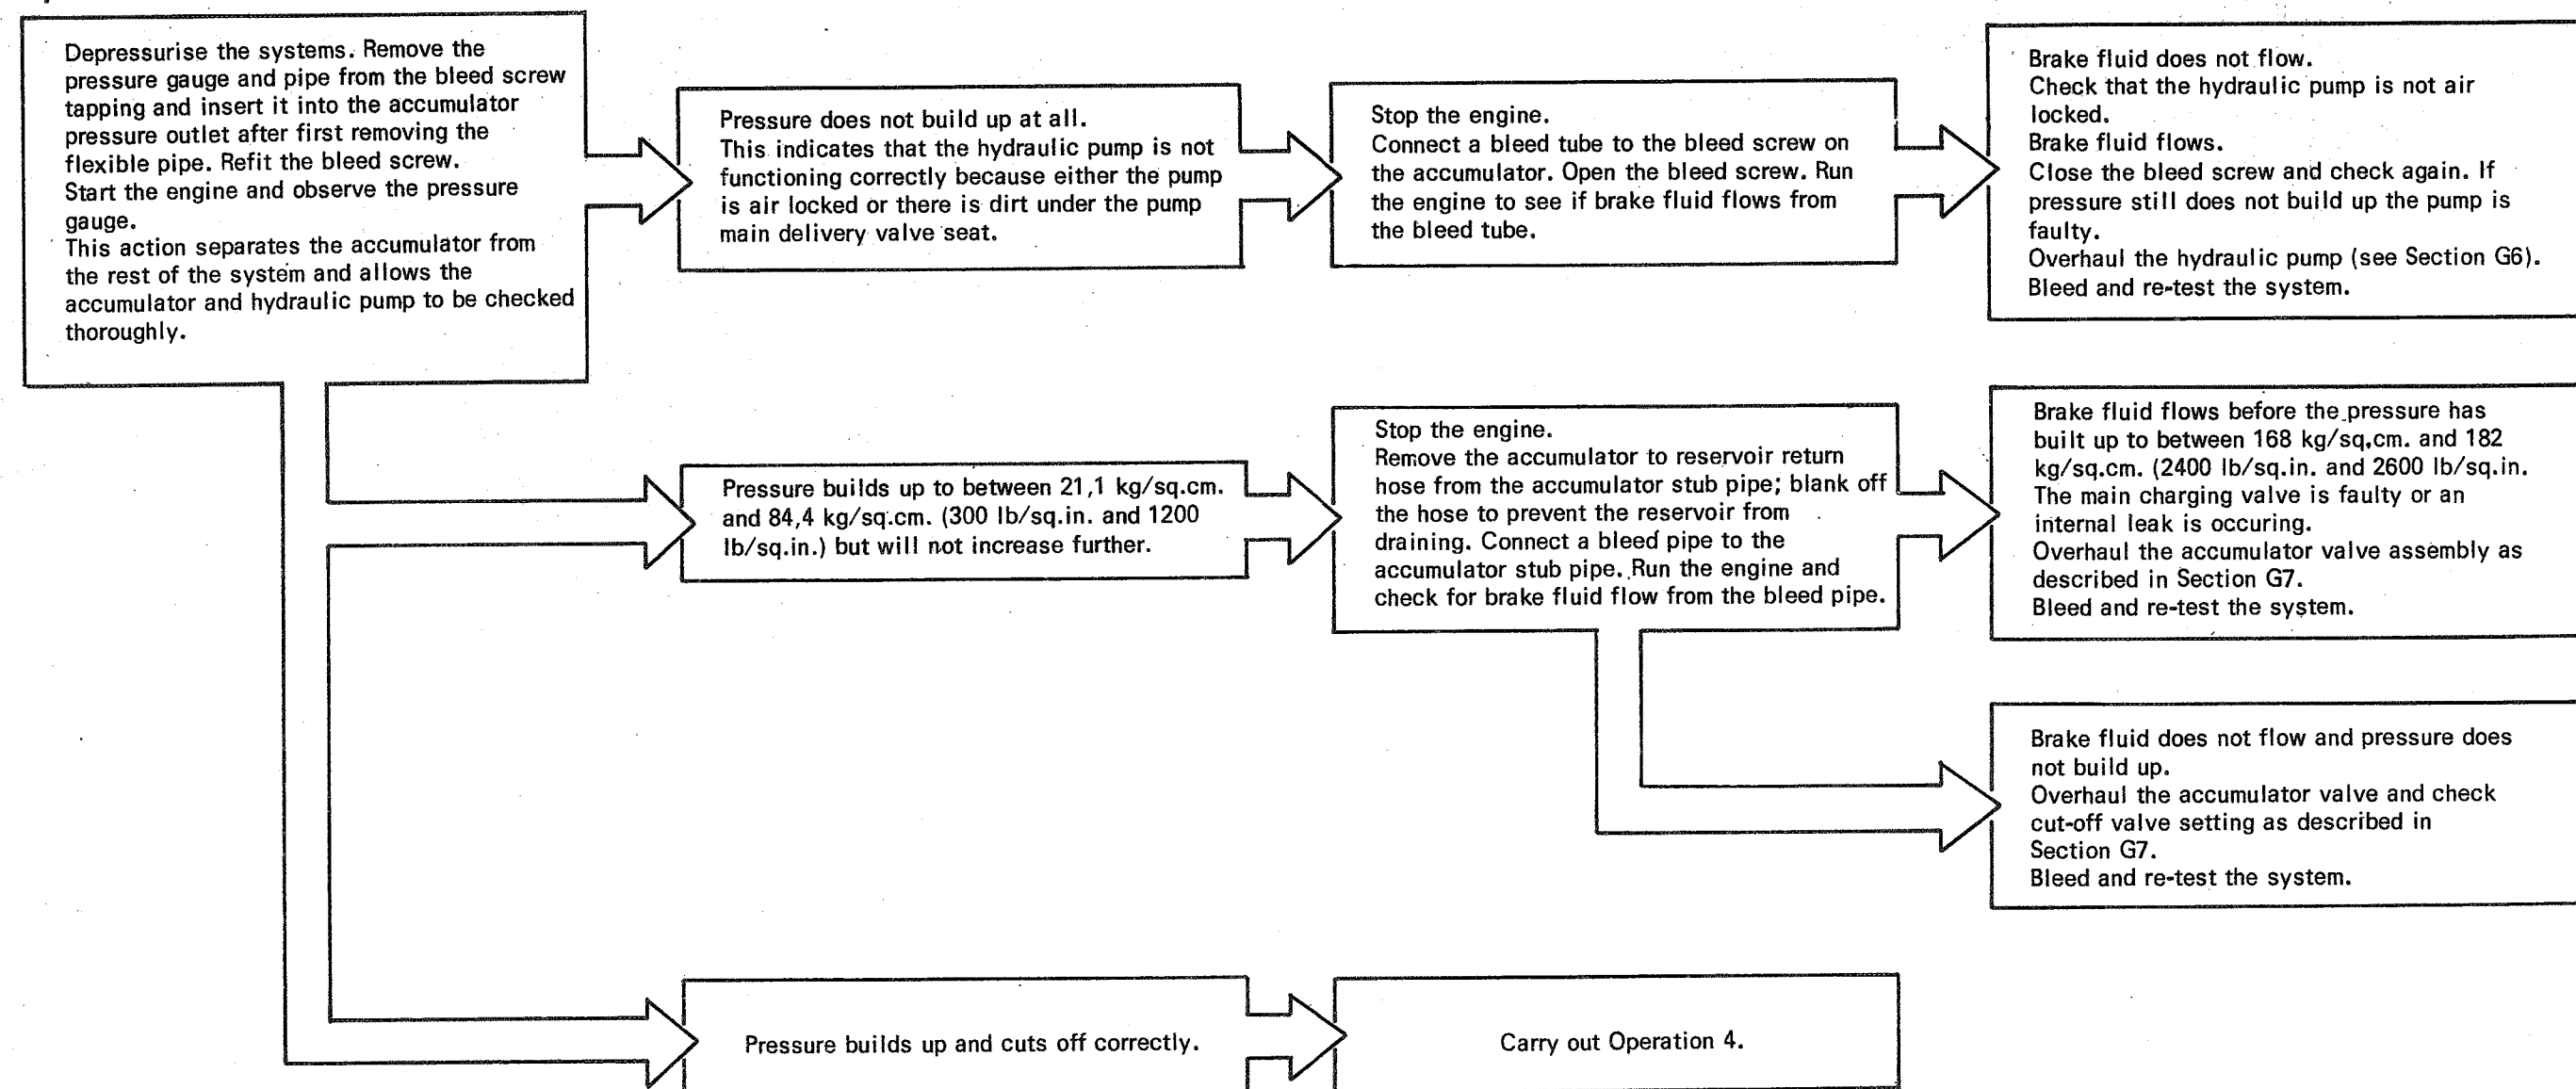 Depressurise the systems. Remove the
pressure gauge and pipe from the bleed screw
tapping and insert it into the accumulator
pressure outlet after first removing the
flexible pipe. Refit the bleed screw.
Start the engine and observe the pressure
gauge.
This action separates the accumulator from
the rest of the system and allows the
accumulator and hydraulic pump to be checked
thoroughly.
Pressure does not build up at all.
This indicates that the hydraulic pump is not
functioning correctly because either the pump
is air locked or there is dirt under the pump
main delivery valve seat.
Stop the engine.
Connect a bleed tube to the bleed screw on
the accumulator. Open the bleed screw. Run
the engine to see if brake fluid flows from
the bleed tube.
Brake fluid does not flow.
Check that the hydraulic pump is not air
locked.
Brake fluid flows.
Close the bleed screw and check again. If
pressure still does not build up the pump is
faulty.
Overhaul the hydraulic pump (see Section G6).
Bleed and re-test the system.
Pressure builds up to between 21,1 kg/sq.cm.
and 84,4 kg/sq.cm. (300 lb/sq.in. and 1200
lb/sq.in.) but will not increase further.
Stop the engine.
Remove the accumulator to reservoir return
hose from the accumulator stub pipe; blank off
the hose to prevent the reservoir from
draining. Connect a bleed pipe to the
accumulator stub pipe. Run the engine and
check for brake fluid flow from the bleed pipe.
Brake fluid flows before the pressure has
built up to between 168 kg/sq.cm. and 182
kg/sq.cm. (2400 lb/sq.in. and 2600 lb/sq.in.
The main charging valve is faulty or an
internal leak is occuring.
Overhaul the accumulator valve assembly as
described in Section G7.
Bleed and re-test the system.
Brake fluid does not flow and pressure does
not build up.
Overhaul the accumulator valve and check
cut-off valve setting as described in
Section G7.
Bleed and re-test the system.
Pressure builds up and cuts off correctly.
Carry out Operation 4.